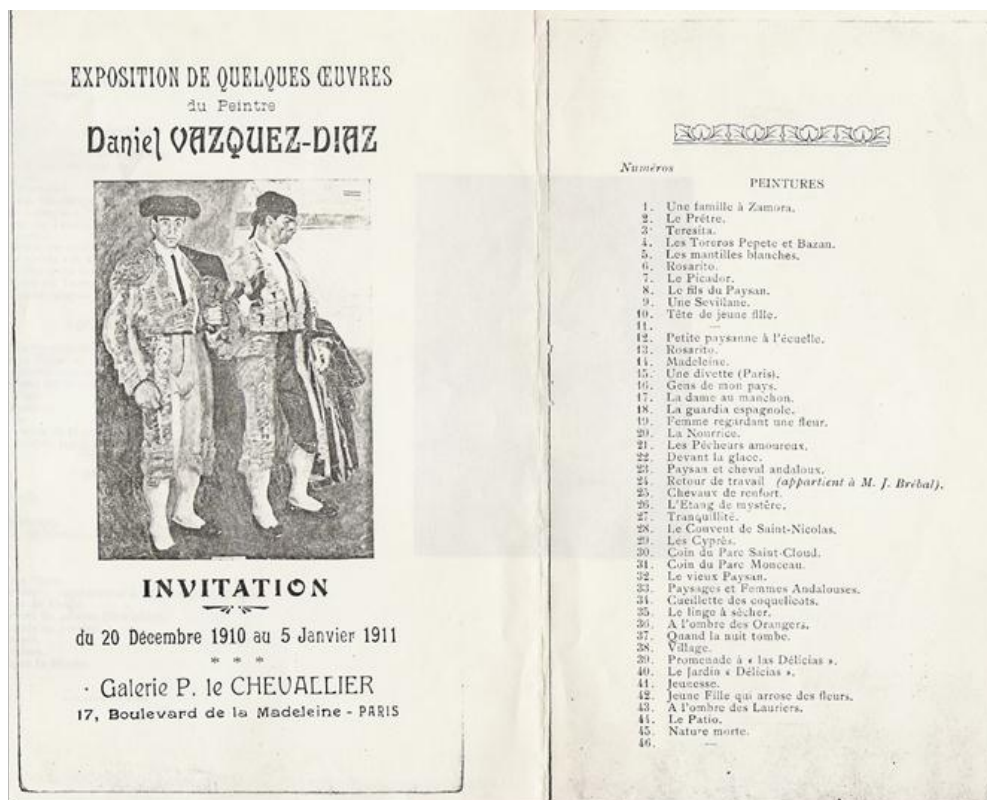 EXPOSITION DE QUELQUES ŒUVRES
du Peintre
Daniel VAZQUEZ-DIAZ
INVITATION
du 20 Décembre 1910 au 5 Janvier 1911
* * *
· Galerie P. le CHEVALLIER
17, Boulevard de la Madeleine - PARIS
Numéros
PEINTURES
1. Une famille à Zamora.
2. Le Prêtre.
3. Teresita.
4. Les Toreros Pepete et Bazan.
5. Les mantilles blanches.
6. Rosarito.
7. Le Picador.
8. Le fils du Paysan.
9. Une Sevillane.
10. Tête de jeune fille.
11. —
12. Petite paysanne à l'écuelle.
13. Rosarito.
14. Madeleine.
15. Une divette (Paris).
16. Gens de mon pays.
17. La dame au manchon.
18. La guardia espagnole.
19. Femme regardant une fleur.
20. La Nourrice.
21. Les Pêcheurs amoureux.
22. Devant la glace.
23. Paysan et cheval andaloux.
24. Retour de travail (appartient à M. J. Brébal).
25. Chevaux de renfort.
26. L'Etang de mystère.
27. Tranquillité.
28. Le Couvent de Saint-Nicolas.
29. Les Cyprès.
30. Coin du Parc Saint-Cloud.
31. Coin du Parc Monceau.
32. Le vieux Paysan.
33. Paysages et Femmes Andalouses.
34. Cueillette des coquelicots.
35. Le linge à sècher.
36. A l'ombre des Orangers.
37. Quand la nuit tombe.
38. Village.
39. Promenade à « las Délicias ».
40. Le Jardin « Délicias ».
41. Jeunesse.
42. Jeune Fille qui arrose des fleurs.
43. A l'ombre des Lauriers.
44. Le Patio.
45. Nature morte.
46. —